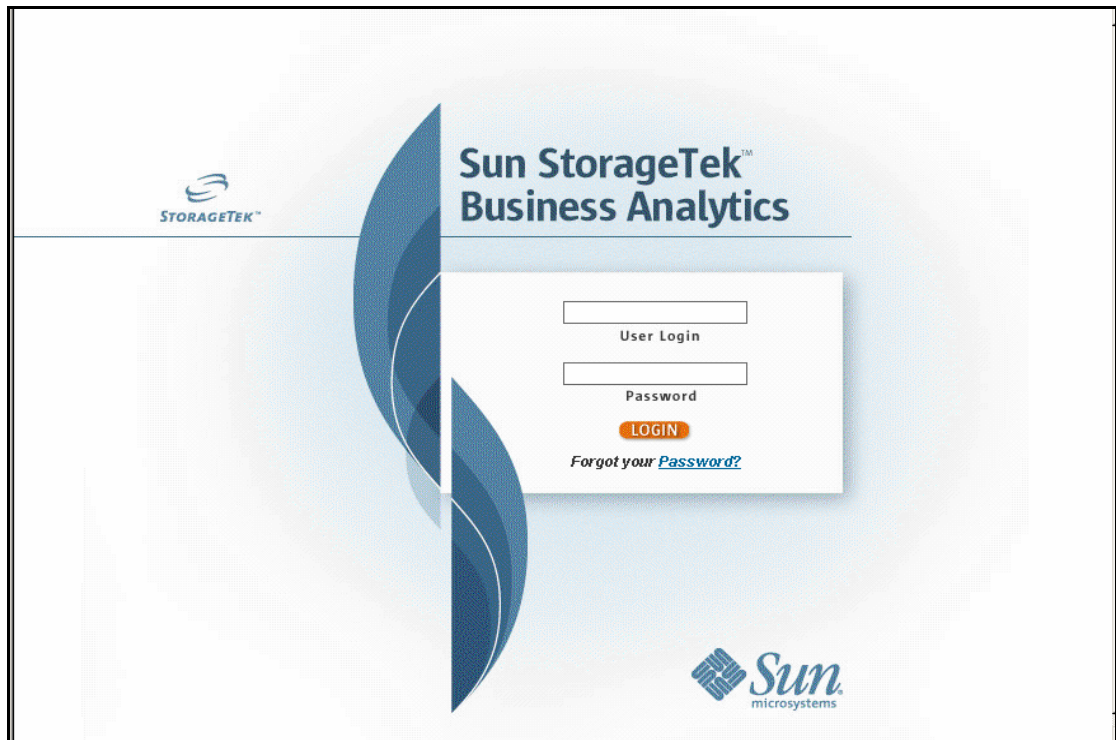 STORAGETEK™
Sun StorageTek™
Business Analytics
User Login
Password
LOGIN
Forgot your Password?
Sun
microsystems